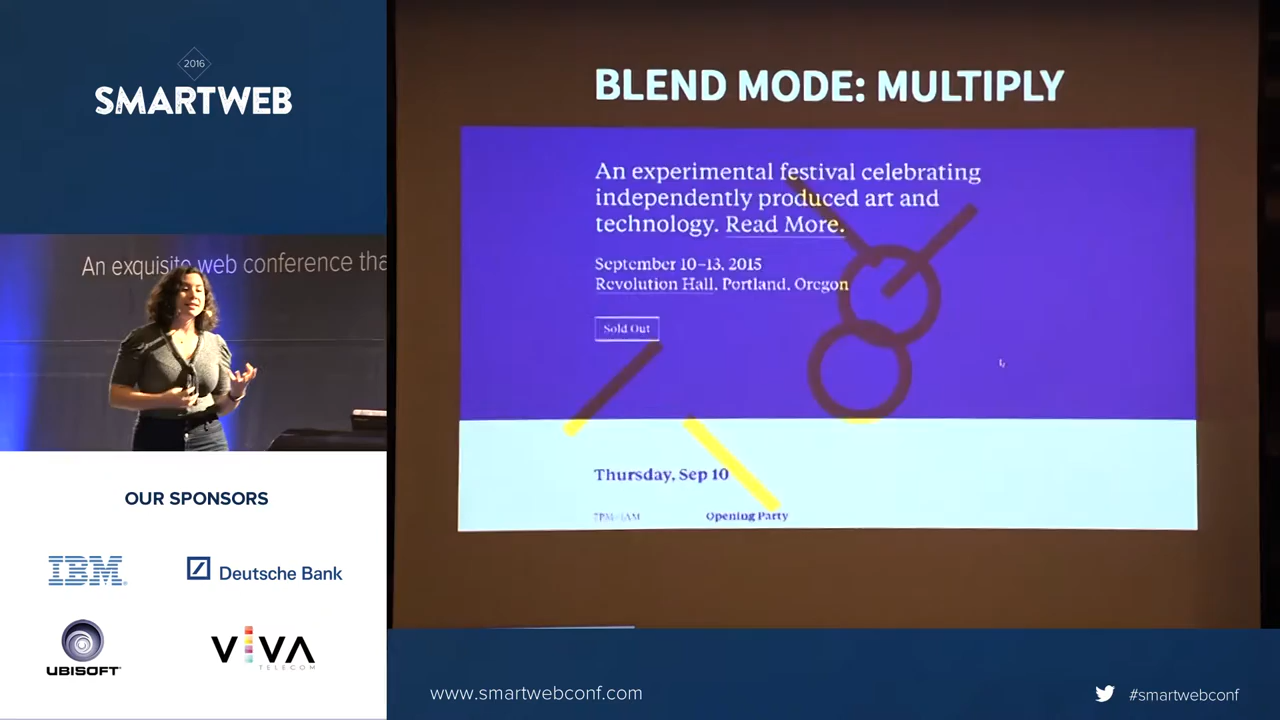 2016
SMARTWEB
An exquisite web conference tha
OUR SPONSORS
IBM
Deutsche Bank
UBISOFT
VIVA
TELECOM
BLEND MODE: MULTIPLY
An experimental festival celebrating
independently produced art and
technology. Read More.
September 10–13, 2015
Revolution Hall, Portland, Oregon
Sold Out
Thursday, Sep 10
7PM–1AM Opening Party
www.smartwebconf.com
#smartwebconf